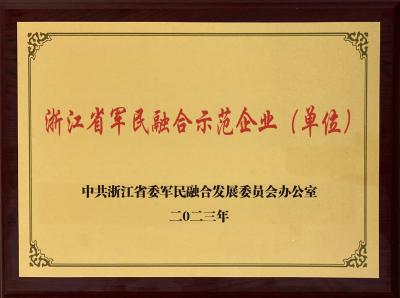 浙江省军民融合示范企业（单位）
中共浙江省委军民融合发展委员会办公室
二〇二三年